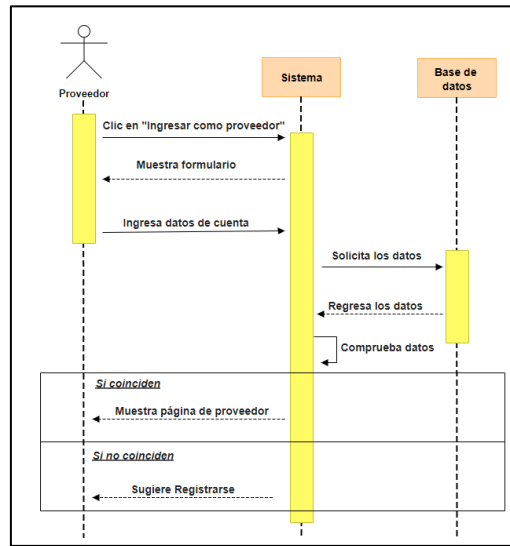 Proveedor
Sistema
Base de
datos
Clic en "Ingresar como proveedor"
Muestra formulario
Ingresa datos de cuenta
Solicita los datos
Regresa los datos
Comprueba datos
Si coinciden
Muestra página de proveedor
Si no coinciden
Sugiere Registrarse